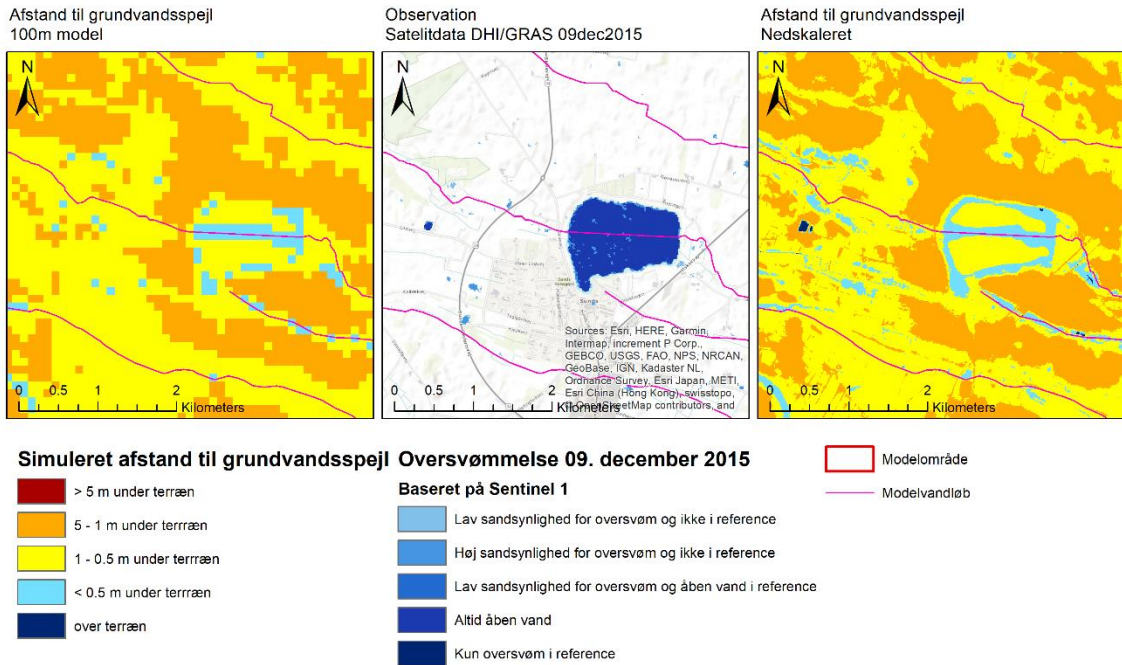 Afstand til grundvandsspejl
100m model
Observation
Satelitdata DHI/GRAS 09dec2015
Afstand til grundvandsspejl
Nedskaleret
N
N
N
Sunds
Sources: Esri, HERE, Garmin,
Intermap, increment P Corp.,
GEBCO, USGS, FAO, NPS, NRCAN,
GeoBase, IGN, Kadaster NL,
Ordnance Survey, Esri Japan, METI,
Esri China (Hong Kong), swisstopo,
© OpenStreetMap contributors, and
0 0.5 1 2
Kilometers
0 0.5 1 2
Kilometers
0 0.5 1 2
Kilometers
Simuleret afstand til grundvandsspejl
> 5 m under terræn
5 - 1 m under terrræn
1 - 0.5 m under terrræn
< 0.5 m under terrræn
over terræn
Oversvømmelse 09. december 2015
Baseret på Sentinel 1
Lav sandsynlighed for oversvøm og ikke i reference
Høj sandsynlighed for oversvøm og ikke i reference
Lav sandsynlighed for oversvøm og åben vand i reference
Altid åben vand
Kun oversvøm i reference
Modelområde
Modelvandløb